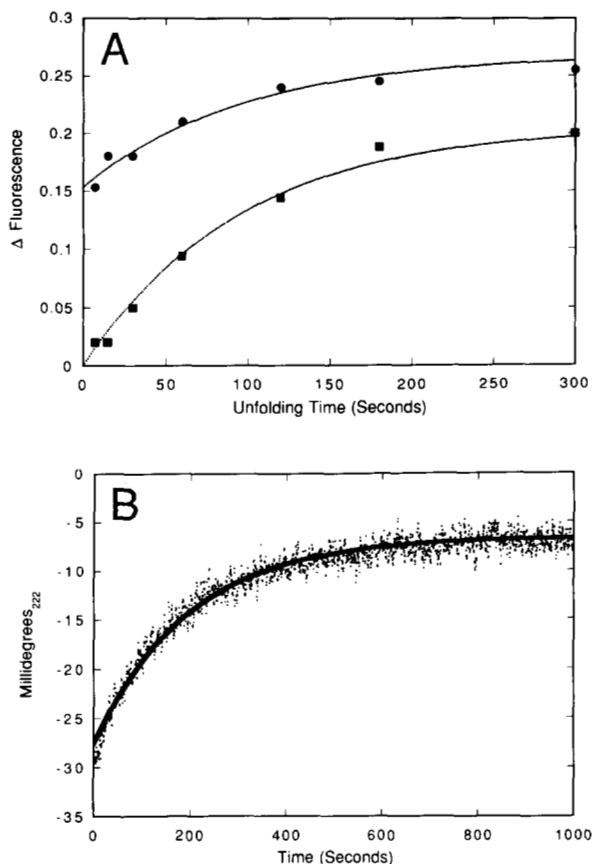 A
0.3
0.25
0.2
0.15
0.1
0.05
0
Δ Fluorescence
0 50 100 150 200 250 300
Unfolding Time (Seconds)
B
0
-5
-10
-15
-20
-25
-30
-35
Millidegrees222
0 200 400 600 800 1000
Time (Seconds)